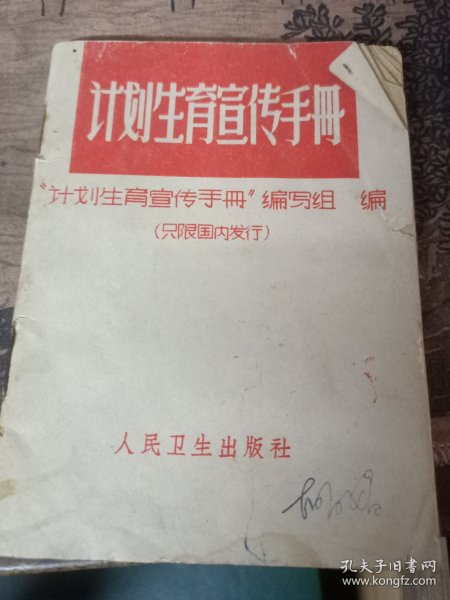 计划生育宣传手册
“计划生育宣传手册”编写组 编
(只限国内发行)
人民卫生出版社
孔夫子旧书网
www.kongfz.com